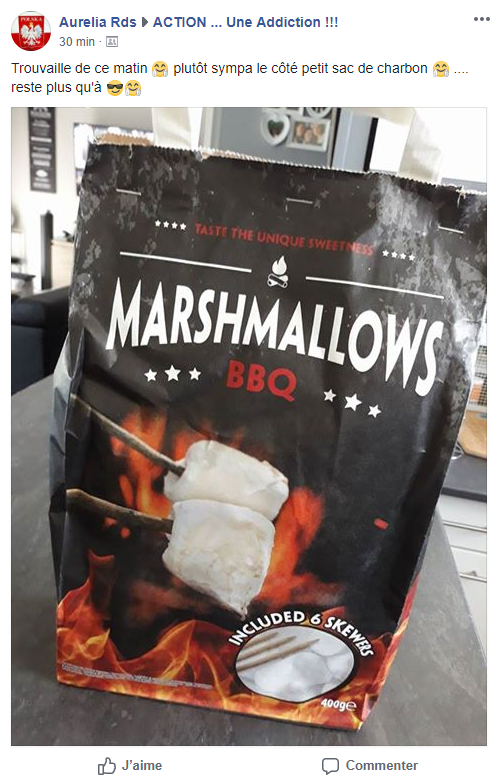 POLSKA
Aurelia Rds ▶ ACTION ... Une Addiction !!!
30 min ·
Trouvaille de ce matin 🤗 plutôt sympa le côté petit sac de charbon 🤗 ....
reste plus qu'à 😎🤗
TASTE THE UNIQUE SWEETNESS
MARSHMALLOWS
BBQ
INCLUDED 6 SKEWERS
400g℮
J'aime
Commenter